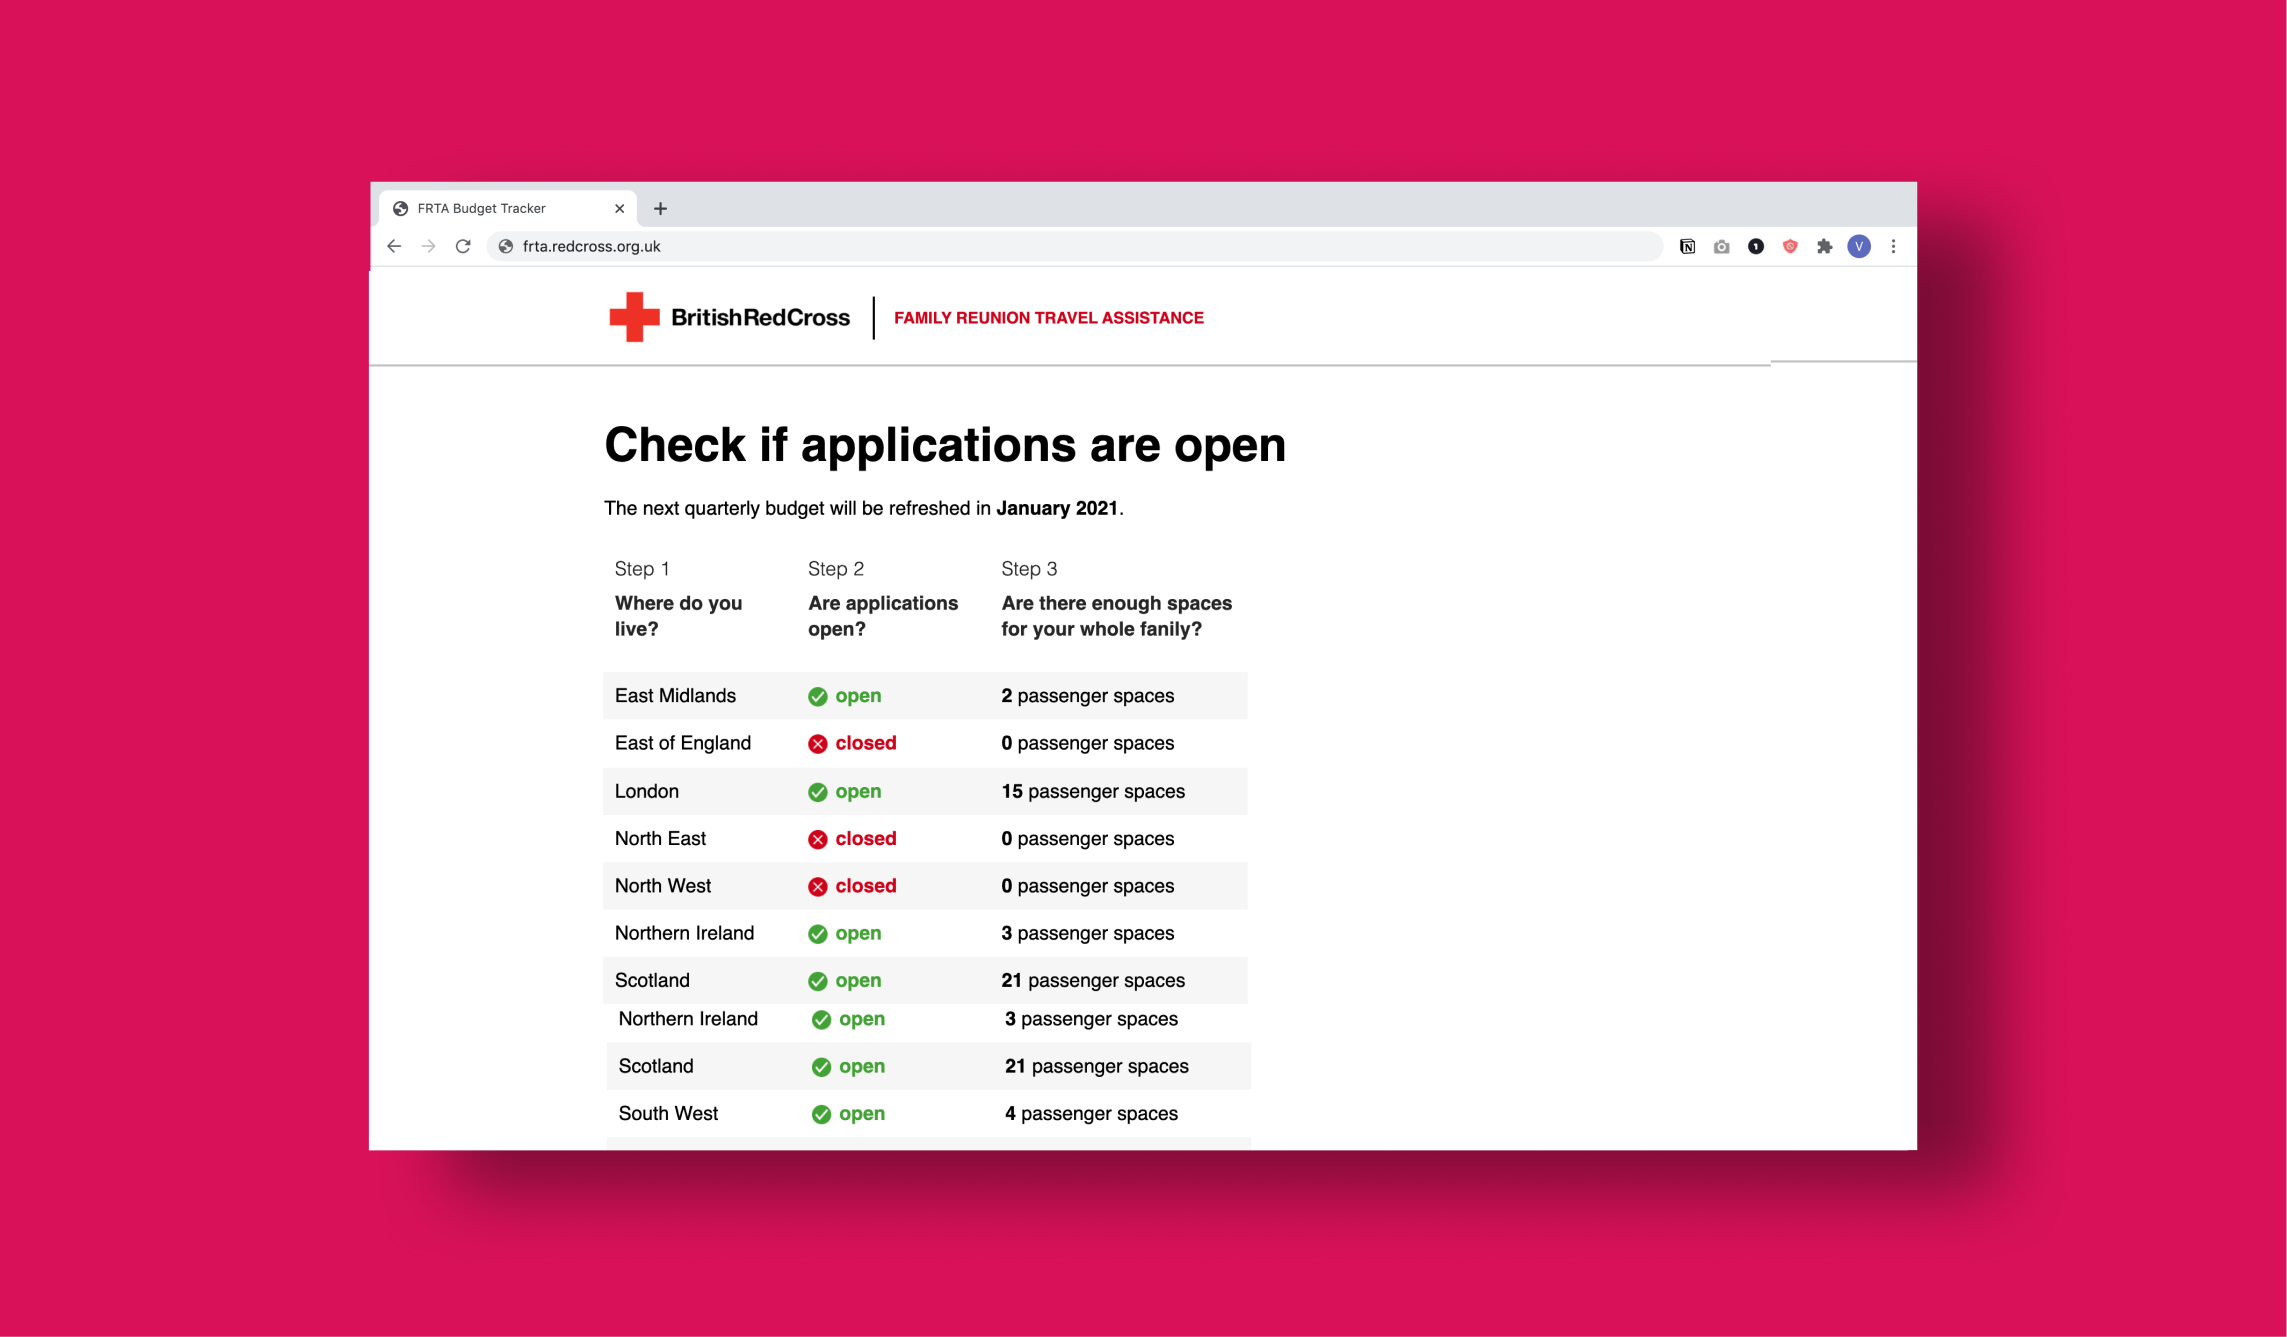 FRTA Budget Tracker
frta.redcross.org.uk
V
BritishRedCross
FAMILY REUNION TRAVEL ASSISTANCE
Check if applications are open
The next quarterly budget will be refreshed in January 2021.
Step 1 Step 2 Step 3
Where do you Are applications Are there enough spaces
live? open? for your whole fanily?
East Midlands open 2 passenger spaces
East of England closed 0 passenger spaces
London open 15 passenger spaces
North East closed 0 passenger spaces
North West closed 0 passenger spaces
Northern Ireland open 3 passenger spaces
Scotland open 21 passenger spaces
Northern Ireland open 3 passenger spaces
Scotland open 21 passenger spaces
South West open 4 passenger spaces